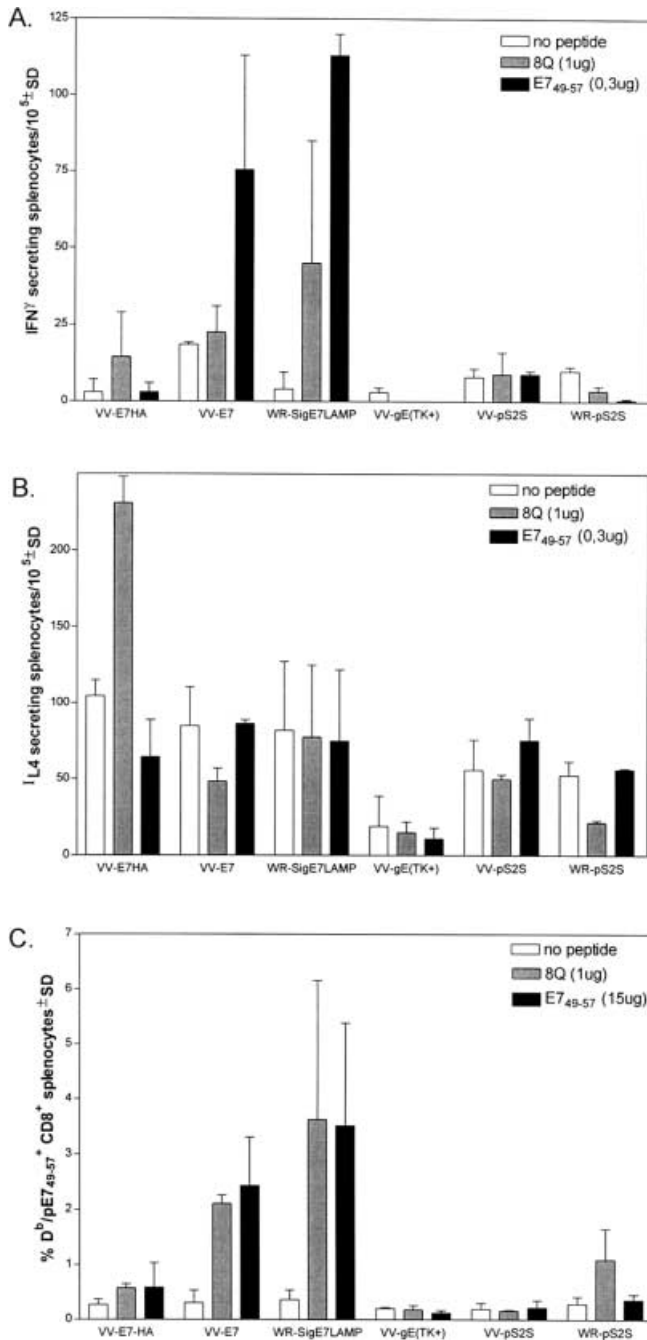 A.
IFNγ secreting splenocytes/10⁵±SD
125
100
75
50
25
0
no peptide
8Q (1ug)
E7₄₉₋₅₇ (0,3ug)
VV-E7HA VV-E7 WR-SigE7LAMP VV-gE(TK+) VV-pS2S WR-pS2S
B.
IL4 secreting splenocytes/10⁵±SD
200
150
100
50
0
no peptide
8Q (1ug)
E7₄₉₋₅₇ (0,3ug)
VV-E7HA VV-E7 WR-SigE7LAMP VV-gE(TK+) VV-pS2S WR-pS2S
C.
% Dᵇ/pE7₄₉₋₅₇⁺ CD8⁺ splenocytes±SD
7
6
5
4
3
2
1
0
no peptide
8Q (1ug)
E7₄₉₋₅₇ (15ug)
VV-E7-HA VV-E7 WR-SigE7LAMP VV-gE(TK+) VV-pS2S WR-pS2S